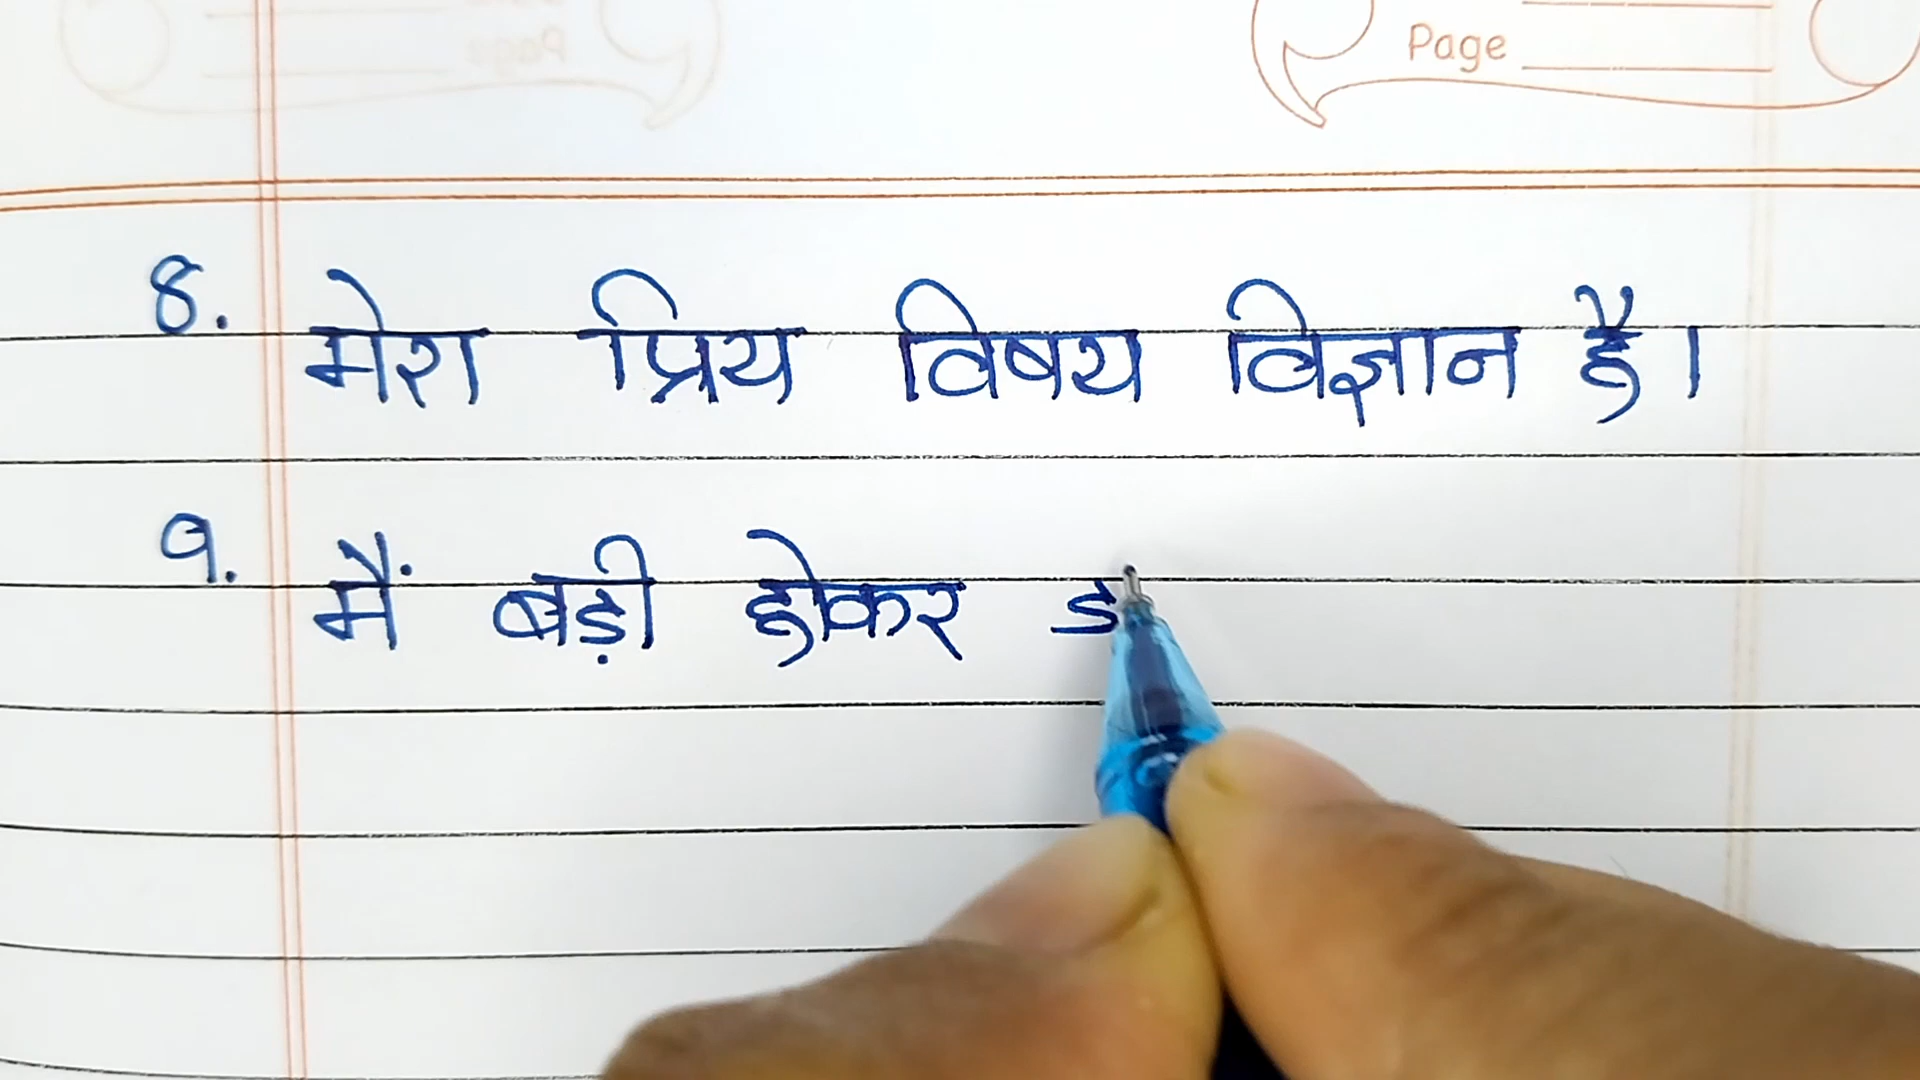 Page
8. मेरा प्रिय विषय विज्ञान है।
9. मैं बड़ी होकर ड